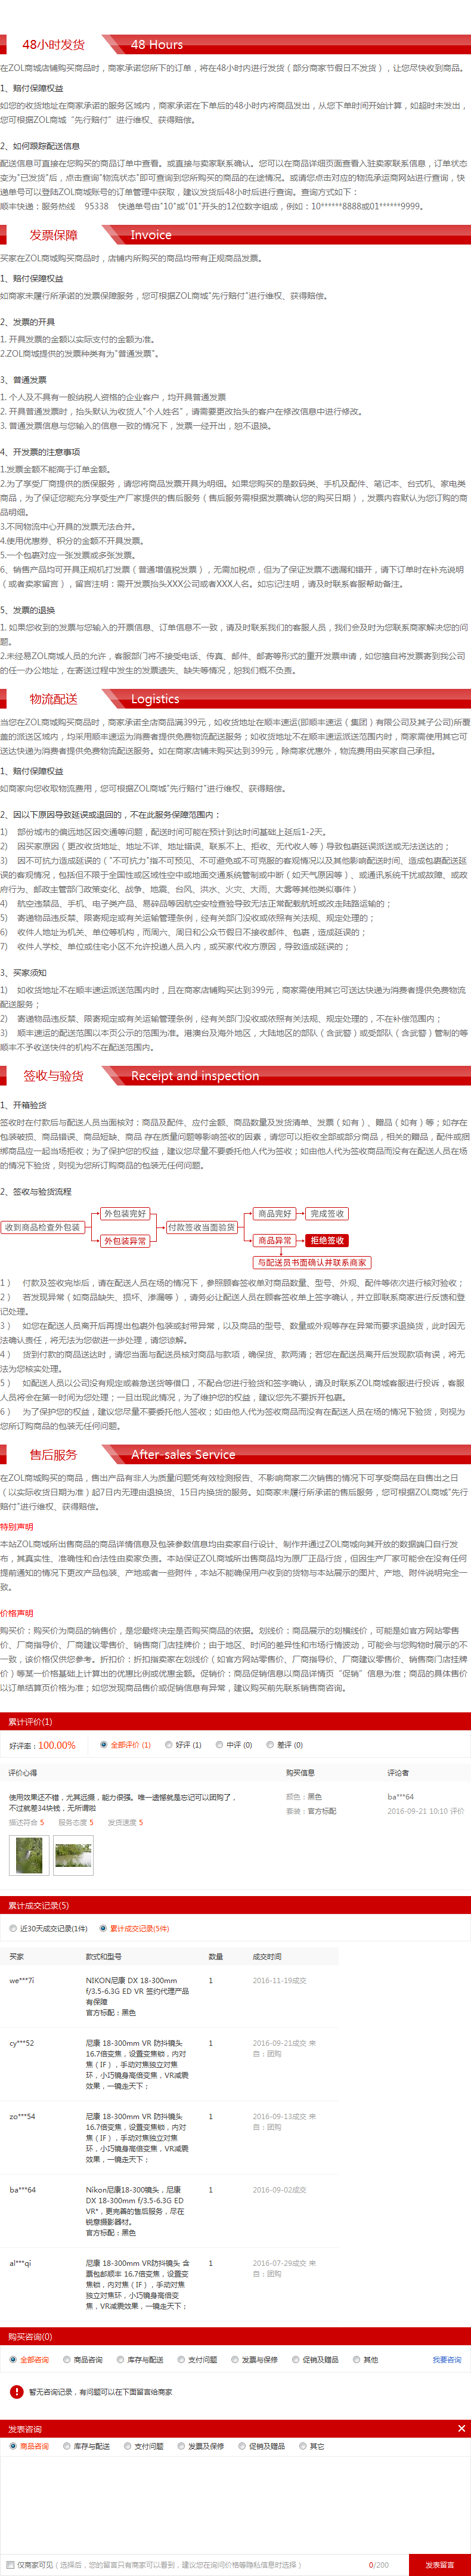 48小时发货 48 Hours
在ZOL商城店铺购买商品时，商家承诺您所下的订单，将在48小时内进行发货（部分商家节假日不发货），让您尽快收到商品。
1、赔付保障权益
如您的收货地址在商家承诺的服务区域内，商家承诺在下单后的48小时内将商品发出，从您下单时间开始计算，如超时未发出，
您可根据ZOL商城“先行赔付”进行维权、获得赔偿。
2、如何跟踪配送信息
配送信息可直接在您购买的商品订单中查看。或直接与卖家联系确认。您可以在商品详细页面查看入驻卖家联系信息，订单状态
变为"已发货"后，点击查询"物流状态"即可查询到您所购买的商品的在途情况。或请您点击对应的物流承运商网站进行查询，快
递单号可以登陆ZOL商城账号的订单管理中获取，建议发货后48小时后进行查询。查询方式如下：
顺丰快递：服务热线 95338 快递单号由"10"或"01"开头的12位数字组成，例如：10******8888或01******9999。
发票保障 Invoice
买家在ZOL商城购买商品时，店铺内所购买的商品均带有正规商品发票。
1、赔付保障权益
如商家未履行所承诺的发票保障服务，您可根据ZOL商城"先行赔付"进行维权、获得赔偿。
2、发票的开具
1. 开具发票的金额以实际支付的金额为准。
2.ZOL商城提供的发票种类有为"普通发票"。
3、普通发票
1. 个人及不具有一般纳税人资格的企业客户，均开具普通发票
2. 开具普通发票时，抬头默认为收货人"个人姓名"，请需要更改抬头的客户在修改信息中进行修改。
3. 普通发票信息与您输入的信息一致的情况下，发票一经开出，恕不退换。
4、开发票的注意事项
1.发票金额不能高于订单金额。
2.为了享受厂商提供的质保服务，请您将商品发票开具为明细。如果您购买的是数码类、手机及配件、笔记本、台式机、家电类
商品，为了保证您能充分享受生产厂家提供的售后服务（售后服务需根据发票确认您的购买日期），发票内容默认为您订购的商
品明细。
3.不同物流中心开具的发票无法合并。
4.使用优惠券、积分的金额不开具发票。
5.一个包裹对应一张发票或多张发票。
6、销售产品均可开具正规机打发票（普通增值税发票），无需加税点，但为了保证发票不遗漏和错开，请下订单时在补充说明
（或者卖家留言），留言注明：需开发票抬头XXX公司或者XXX人名。如忘记注明，请及时联系客服帮助备注。
5、发票的退换
1. 如果您收到的发票与您输入的开票信息、订单信息不一致，请及时联系我们的客服人员，我们会及时为您联系商家解决您的问
题。
2.未经易ZOL商城人员的允许，客服部门将不接受电话、传真、邮件、邮寄等形式的重开发票申请，如您擅自将发票寄到我公司
的任一办公地址，在寄送过程中发生的发票遗失、缺失等情况，恕我们概不负责。
物流配送 Logistics
当您在ZOL商城购买商品时，商家承诺全店商品满399元，如收货地址在顺丰速运(即顺丰速运（集团）有限公司及其子公司)所覆
盖的派送区域内，均采用顺丰速运为消费者提供免费物流配送服务；如收货地址不在顺丰速运派送范围内时，商家需使用其它可
送达快递为消费者提供免费物流配送服务。如在商家店铺未购买达到399元，除商家优惠外，物流费用由买家自己承担。
1、赔付保障权益
如商家向您收取物流费用，您可根据ZOL商城"先行赔付"进行维权、获得赔偿。
2、因以下原因导致延误或退回的，不在此服务保障范围内：
1) 部份城市的偏远地区因交通等问题，配送时间可能在预计到达时间基础上延后1-2天。
2) 因买家原因（更改收货地址、地址不详、地址错误、联系不上、拒收、无代收人等）导致包裹延误派送或无法送达的；
3) 因不可抗力造成延误的（"不可抗力"指不可预见、不可避免或不可克服的客观情况以及其他影响配送时间、造成包裹配送延
误的客观情况，包括但不限于全国性或区域性空中或地面交通系统管制或中断（如天气原因等）、或通讯系统干扰或故障、或政
府行为、邮政主管部门政策变化、战争、地震、台风、洪水、火灾、大雨、大雾等其他类似事件）
4) 航空违禁品、手机、电子类产品、易碎品等因航空安检查验导致无法正常配载航班或改走陆路运输的；
5) 寄递物品违反禁、限寄规定或有关运输管理条例，经有关部门没收或依照有关法规、规定处理的；
6) 收件人地址为机关、单位等机构，而周六、周日和公众节假日不接收邮件、包裹，造成延误的；
7) 收件人学校、单位或住宅小区不允许投递人员入内，或买家代收方原因，导致造成延误的；
3、买家须知
1) 如收货地址不在顺丰速运派送范围内时，且在商家店铺购买达到399元，商家需使用其它可送达快递为消费者提供免费物流
配送服务；
2) 寄递物品违反禁、限寄规定或有关运输管理条例，经有关部门没收或依照有关法规、规定处理的，不在补偿范围内；
3) 顺丰速运的配送范围以本页公示的范围为准。港澳台及海外地区，大陆地区的部队（含武警）或受部队（含武警）管制的等
顺丰不予收送快件的机构不在配送范围内。
签收与验货 Receipt and inspection
1、开箱验货
签收时在付款后与配送人员当面核对：商品及配件、应付金额、商品数量及发货清单、发票（如有）、赠品（如有）等；如存在
包装破损、商品错误、商品短缺、商品 存在质量问题等影响签收的因素，请您可以拒收全部或部分商品，相关的赠品，配件或捆
绑商品应一起当场拒收；为了保护您的权益，建议您尽量不要委托他人代为签收；如由他人代为签收商品而没有在配送人员在场
的情况下验货，则视为您所订购商品的包装无任何问题。
2、签收与验货流程
外包装完好 商品完好 完成签收
收到商品检查外包装 付款签收当面验货
外包装异常 商品异常 拒绝签收
与配送员书面确认并联系商家
1） 付款及签收完毕后，请在配送人员在场的情况下，参照顾客签收单对商品数量、型号、外观、配件等依次进行核对验收；
2） 若发现异常（如商品缺失、损坏、渗漏等），请务必让配送人员在顾客签收单上签字确认，并立即联系商家进行反馈和登
记处理。
3） 如您在配送人员离开后再提出包裹外包装或封带异常，以及商品的型号、数量或外观等存在异常而要求退换货，此时因无
法确认责任，将无法为您做进一步处理，请您谅解。
4） 货到付款的商品送达时，请您当面与配送员核对商品与款项，确保货、款两清；若您在配送员离开后发现款项有误，将无
法为您核实处理。
5） 如配送人员以公司没有规定或着急送货等借口，不配合您进行验货和签字确认，请及时联系ZOL商城客服进行投诉，客服
人员将会在第一时间为您处理；一旦出现此情况，为了维护您的权益，建议您先不要拆开包裹。
6） 为了保护您的权益，建议您尽量不要委托他人签收；如由他人代为签收商品而没有在配送人员在场的情况下验货，则视为
您所订购商品的包装无任何问题。
售后服务 After-sales Service
在ZOL商城购买的商品，售出产品有非人为质量问题凭有效检测报告、不影响商家二次销售的情况下可享受商品在自售出之日
（以实际收货日期为准）起7日内无理由退换货、15日内换货的服务。如商家未履行所承诺的售后服务，您可根据ZOL商城"先行
赔付"进行维权、获得赔偿。
特别声明
本站ZOL商城所出售商品的商品详情信息及包装参数信息均由卖家自行设计、制作并通过ZOL商城向其开放的数据端口自行发
布，其真实性、准确性和合法性由卖家负责。本站保证ZOL商城所出售商品均为原厂正品行货，但因生产厂家可能会在没有任何
提前通知的情况下更改产品包装、产地或者一些附件，本站不能确保用户收到的货物与本站展示的图片、产地、附件说明完全一
致。
价格声明
购买价：购买价为商品的销售价，是您最终决定是否购买商品的依据。划线价：商品展示的划横线价，可能是如官方网站零售
价、厂商指导价、厂商建议零售价、销售商门店挂牌价；由于地区、时间的差异性和市场行情波动，可能会与您购物时展示的不
一致，该价格仅供您参考。折扣价：折扣指卖家在划线价（如官方网站零售价、厂商指导价、厂商建议零售价、销售商门店挂牌
价）等某一价格基础上计算出的优惠比例或优惠金额。促销价：商品促销信息以商品详情页“促销”信息为准；商品的具体售价
以订单结算页价格为准；如您发现商品售价或促销信息有异常，建议购买前先联系销售商咨询。
累计评价(1)
好评率：100.00% 全部评价 (1) 好评 (1) 中评 (0) 差评 (0)
评价心得 购买信息 评论者
使用效果还不错，尤其远摄，能力很强。唯一遗憾就是忘记可以团购了，
不过就差34块钱，无所谓啦
颜色：黑色
套装：官方标配
ba***64
2016-09-21 10:10 评价
描述符合 5 服务态度 5 发货速度 5
累计成交记录(5)
近30天成交记录(1件) 累计成交记录(5件)
买家 款式和型号 数量 成交时间
we***7i NIKON尼康 DX 18-300mm 1 2016-11-19成交
f/3.5-6.3G ED VR 签约代理产品
有保障
官方标配：黑色
cy***52 尼康 18-300mm VR 防抖镜头 1 2016-09-21成交 来
16.7倍变焦，设置变焦锁，内对 自：团购
焦（IF），手动对焦独立对焦
环，小巧镜身高倍变焦，VR减震
效果，一镜走天下；
zo***54 尼康 18-300mm VR 防抖镜头 1 2016-09-13成交 来
16.7倍变焦，设置变焦锁，内对 自：团购
焦（IF），手动对焦独立对焦
环，小巧镜身高倍变焦，VR减震
效果，一镜走天下；
ba***64 Nikon尼康18-300镜头，尼康 1 2016-09-02成交
DX 18-300mm f/3.5-6.3G ED
VR*，更完善的售后服务，尽在
锐意摄影器材。
官方标配：黑色
al***qi 尼康 18-300mm VR防抖镜头 含 1 2016-07-29成交 来
票包邮顺丰 16.7倍变焦，设置变 自：团购
焦锁，内对焦（IF），手动对焦
独立对焦环，小巧镜身高倍变
焦，VR减震效果，一镜走天下；
购买咨询(0)
全部咨询 商品咨询 库存与配送 支付问题 发票与保修 促销及赠品 其他 我要咨询
暂无咨询记录，有问题可以在下面留言给商家
发表咨询
商品咨询 库存与配送 支付问题 发票及保修 促销及赠品 其它
仅商家可见（选择后，您的留言只有商家可以看到，建议您在询问价格等隐私信息时选择） 0/200 发表留言